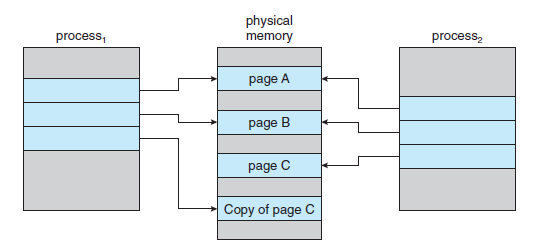 process₁
physical
memory
process₂
page A
page B
page C
Copy of page C